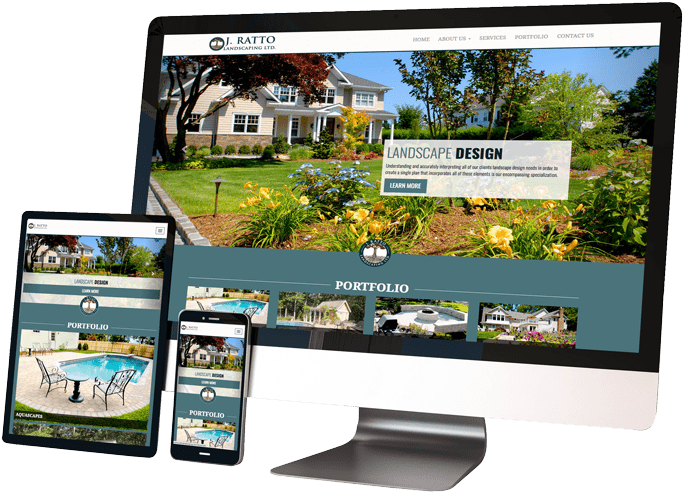 J. RATTO
LANDSCAPING LTD.
HOME ABOUT US SERVICES PORTFOLIO CONTACT US
LANDSCAPE DESIGN
Understanding and accurately interpreting all of our clients landscape design needs in order to
create a single plan that incorporates all of these elements is our encompassing specialization.
LEARN MORE
PORTFOLIO
J. RATTO
LANDSCAPE DESIGN
LEARN MORE
PORTFOLIO
AQUASCAPES
J. RATTO
LANDSCAPE DESIGN
LEARN MORE
PORTFOLIO